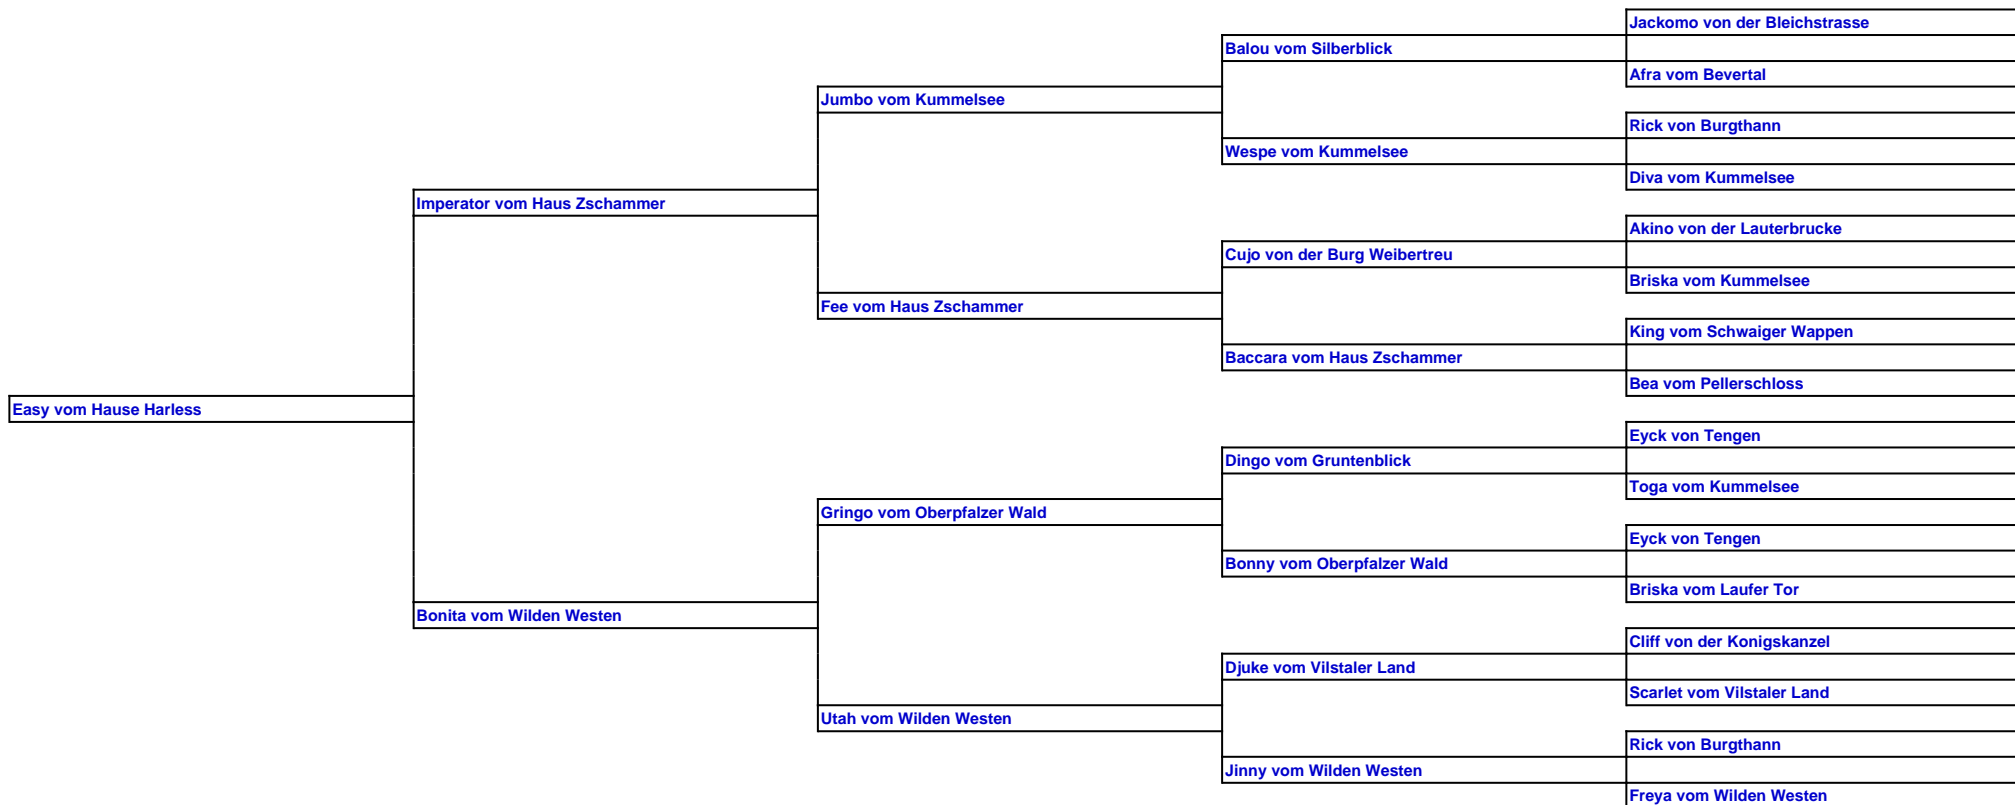 Jackomo von der Bleichstrasse
Balou vom Silberblick
Afra vom Bevertal
Jumbo vom Kummelsee
Rick von Burgthann
Wespe vom Kummelsee
Diva vom Kummelsee
Imperator vom Haus Zschammer
Akino von der Lauterbrucke
Cujo von der Burg Weibertreu
Briska vom Kummelsee
Fee vom Haus Zschammer
King vom Schwaiger Wappen
Baccara vom Haus Zschammer
Bea vom Pellerschloss
Easy vom Hause Harless
Eyck von Tengen
Dingo vom Gruntenblick
Toga vom Kummelsee
Gringo vom Oberpfalzer Wald
Eyck von Tengen
Bonny vom Oberpfalzer Wald
Briska vom Laufer Tor
Bonita vom Wilden Westen
Cliff von der Konigskanzel
Djuke vom Vilstaler Land
Scarlet vom Vilstaler Land
Utah vom Wilden Westen
Rick von Burgthann
Jinny vom Wilden Westen
Freya vom Wilden Westen